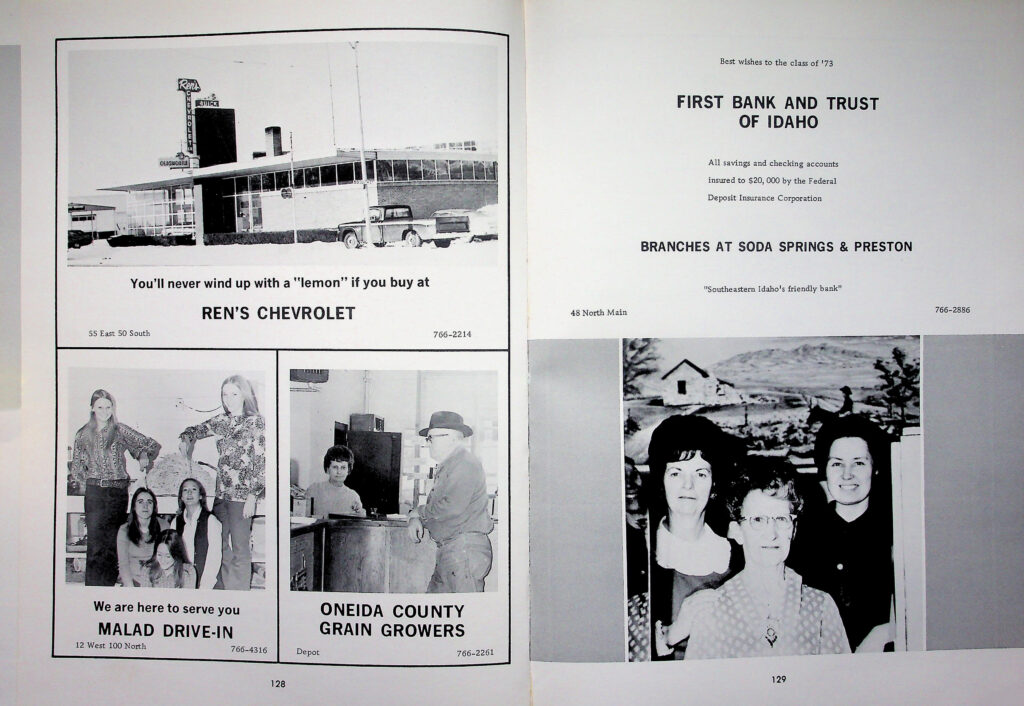 Ren's
CHEVROLET
OLDSMOBILE
You'll never wind up with a "lemon" if you buy at
REN'S CHEVROLET
55 East 50 South
766-2214
We are here to serve you
MALAD DRIVE-IN
12 West 100 North
766-4316
ONEIDA COUNTY
GRAIN GROWERS
Depot
766-2261
128
Best wishes to the class of '73
FIRST BANK AND TRUST
OF IDAHO
All savings and checking accounts
insured to $20,000 by the Federal
Deposit Insurance Corporation
BRANCHES AT SODA SPRINGS & PRESTON
"Southeastern Idaho's friendly bank"
48 North Main
766-2886
129